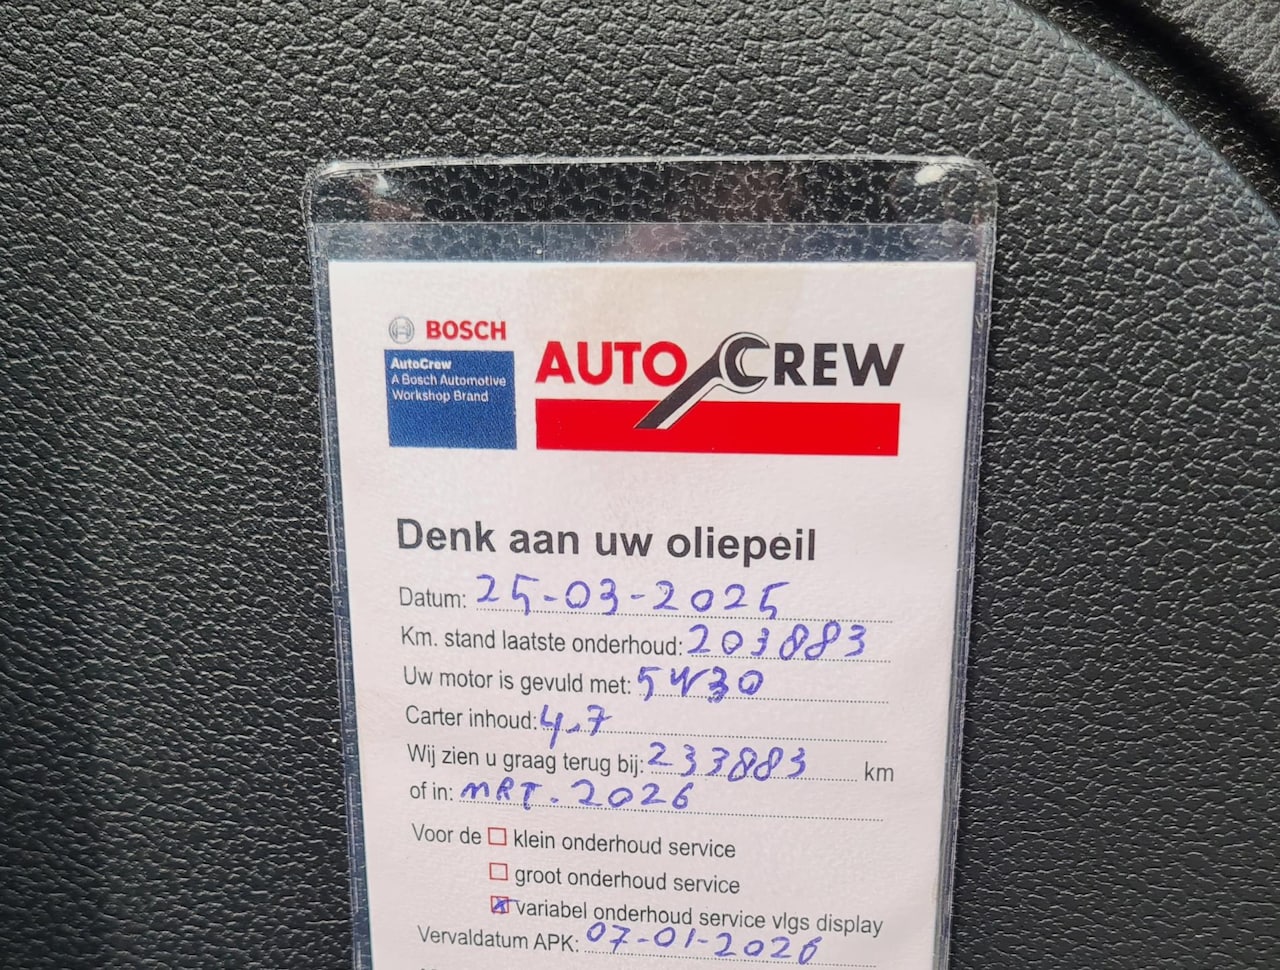 BOSCH
AutoCrew
A Bosch Automotive
Workshop Brand
AUTO CREW
Denk aan uw oliepeil
Datum: 25-03-2025
Km. stand laatste onderhoud: 203883
Uw motor is gevuld met: 5W30
Carter inhoud: 4,7
Wij zien u graag terug bij: 233883 km
of in: MRT. 2026
Voor de klein onderhoud service
groot onderhoud service
variabel onderhoud service vlgs display
Vervaldatum APK: 07-01-2026